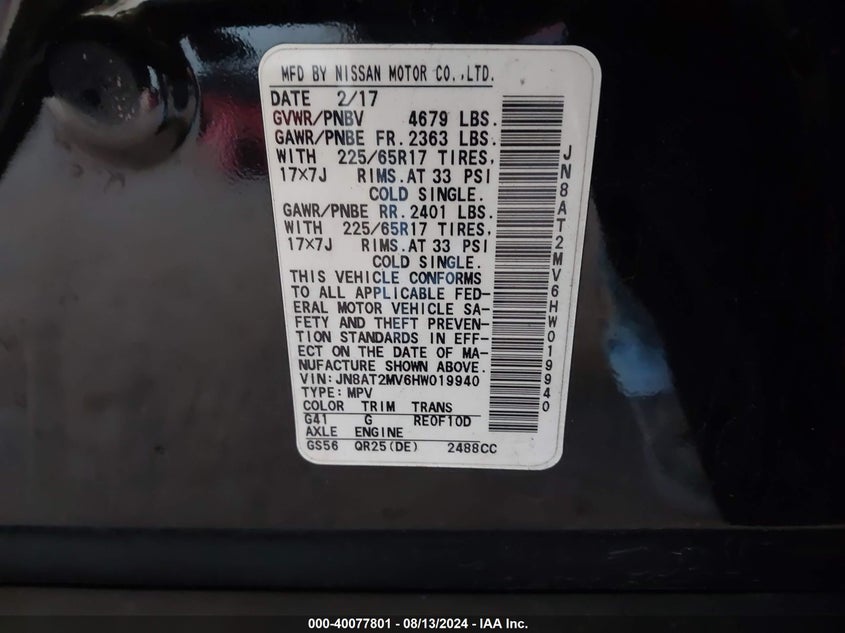 MFD BY NISSAN MOTOR CO.,LTD.
DATE 2/17
GVWR/PNBV 4679 LBS.
GAWR/PNBE FR.2363 LBS.
WITH 225/65R17 TIRES,
17×7J RIMS.AT 33 PSI
COLD SINGLE.
GAWR/PNBE RR.2401 LBS.
WITH 225/65R17 TIRES,
17×7J RIMS.AT 33 PSI
COLD SINGLE.
THIS VEHICLE CONFORMS
TO ALL APPLICABLE FED-
ERAL MOTOR VEHICLE SA-
FETY AND THEFT PREVEN-
TION STANDARDS IN EFF-
ECT ON THE DATE OF MA-
NUFACTURE SHOWN ABOVE.
VIN:JN8AT2MV6HW019940
TYPE:MPV
COLOR TRIM TRANS
G41 G RE0F10D
AXLE ENGINE
GS56 QR25(DE) 2488CC
JN8AT2MV6HW019940
000-40077801 - 08/13/2024 - IAA Inc.